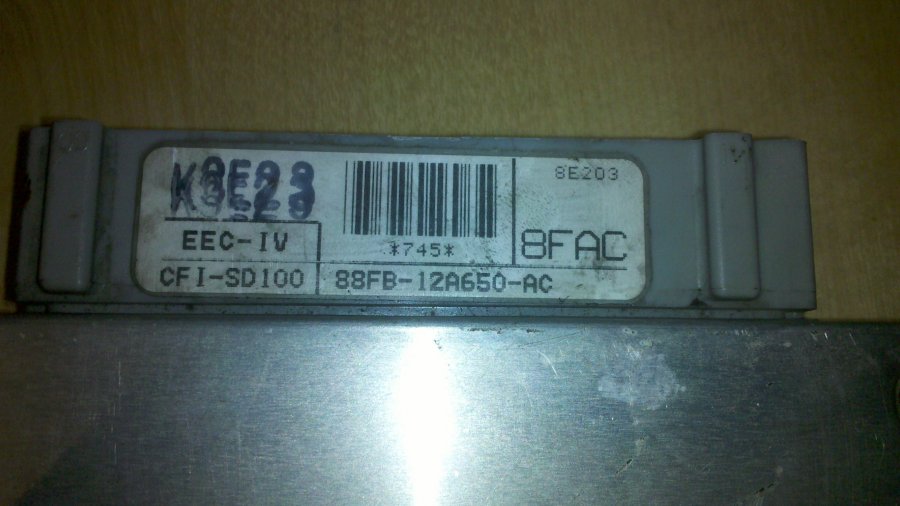 8E203
EEC-IV
*745*
8FAC
CFI-SD100
88FB-12A650-AC